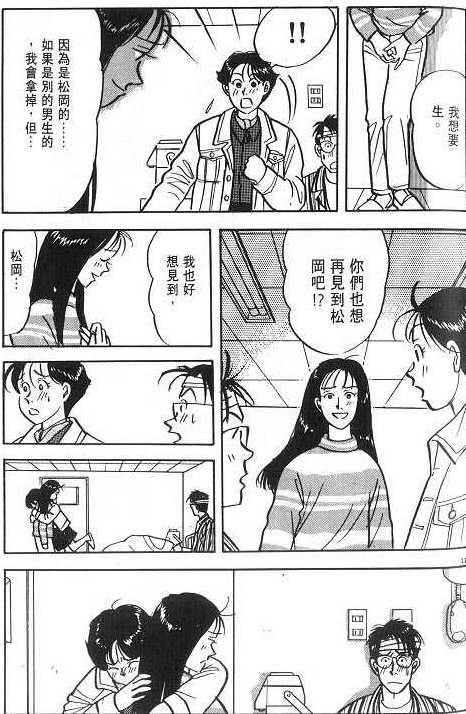 我想要
生。
!!
因為是松岡的……
如果是別的男生的
，我會拿掉，但…
你們也想
再見到松
岡吧!?
我也好
想見到，
松岡…